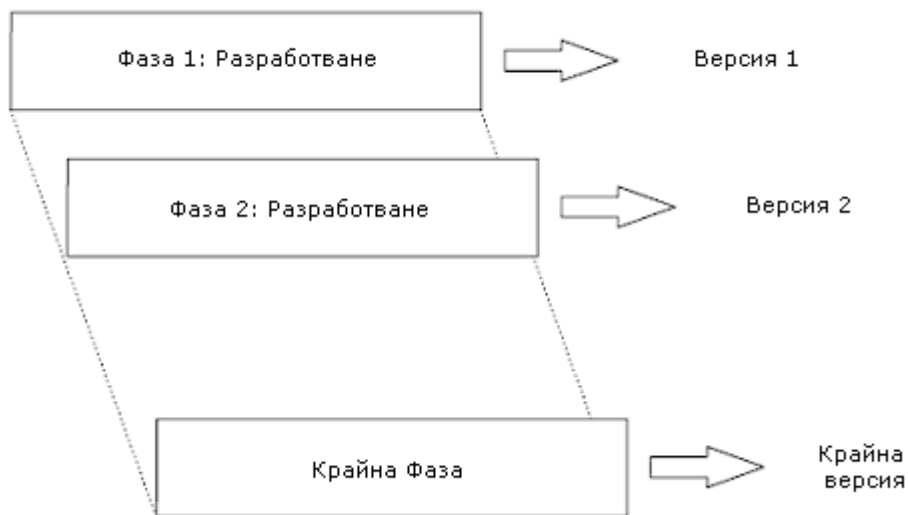 Фаза 1: Разработване
Версия 1
Фаза 2: Разработване
Версия 2
Крайна Фаза
Крайна
версия